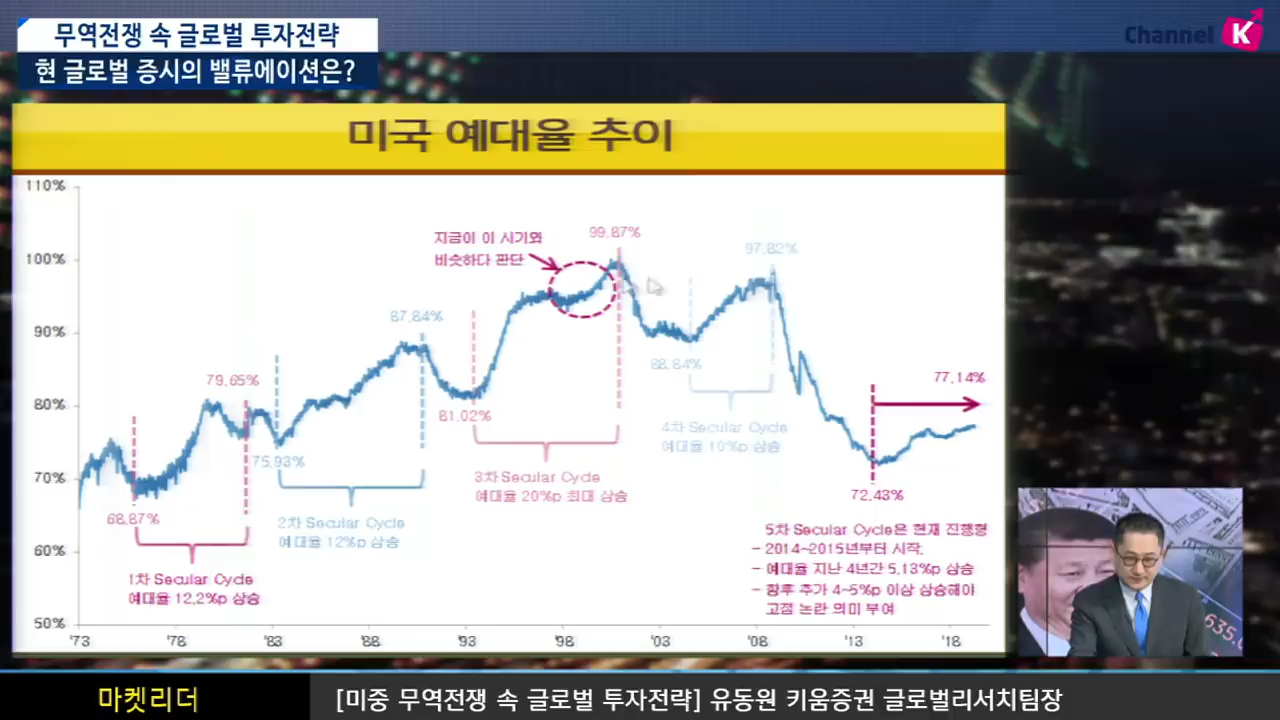 무역전쟁 속 글로벌 투자전략
현 글로벌 증시의 밸류에이션은?
Channel K
미국 예대율 추이
110%
100%
90%
80%
70%
60%
50%
'73
'78
'83
'88
'93
'98
'03
'08
'13
'18
지금이 이 시기와
비슷하다 판단
99.87%
97.82%
87.84%
79.65%
88.84%
77.14%
81.02%
75.93%
68.87%
72.43%
4차 Secular Cycle
예대율 10%p 상승
3차 Secular Cycle
예대율 20%p 최대 상승
2차 Secular Cycle
예대율 12%p 상승
1차 Secular Cycle
예대율 12.2%p 상승
5차 Secular Cycle은 현재 진행형
- 2014~2015년부터 시작.
- 예대율 지난 4년간 5.13%p 상승
- 향후 추가 4~5%p 이상 상승해야
고점 논란 의미 부여
635.
마켓리더
[미중 무역전쟁 속 글로벌 투자전략] 유동원 키움증권 글로벌리서치팀장